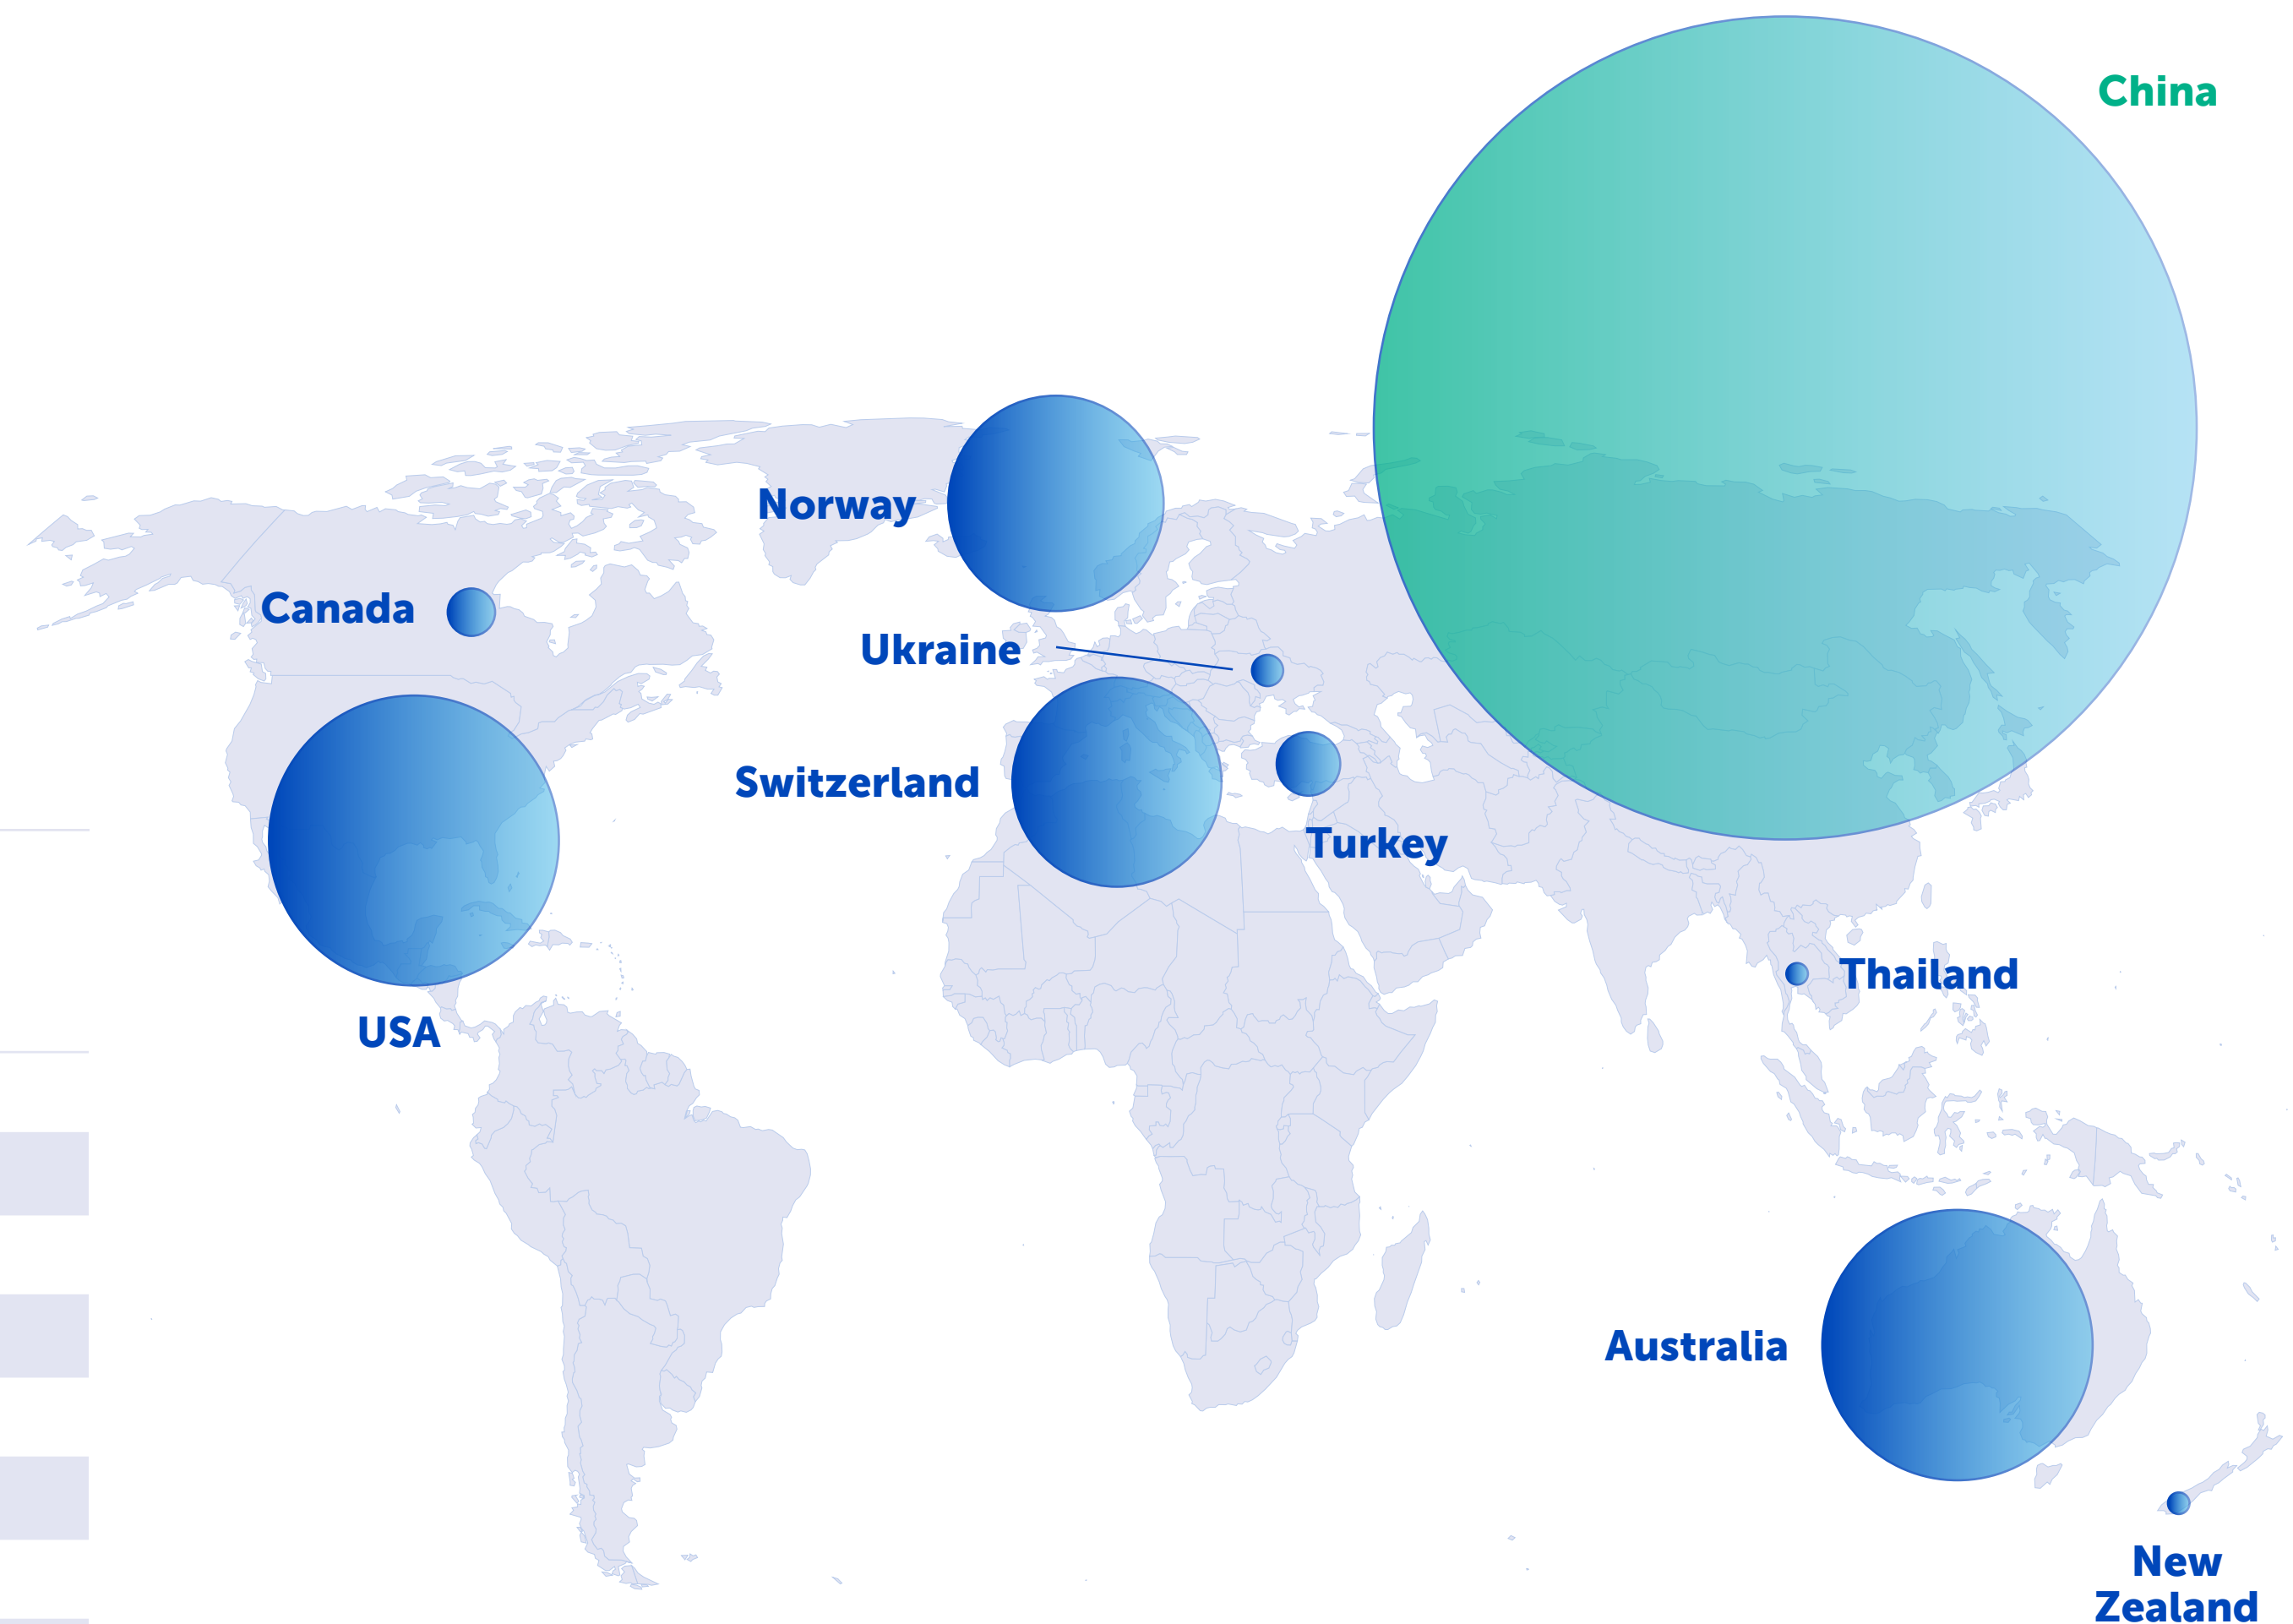 China
Norway
Canada
Ukraine
Switzerland
Turkey
Thailand
USA
Australia
New
Zealand